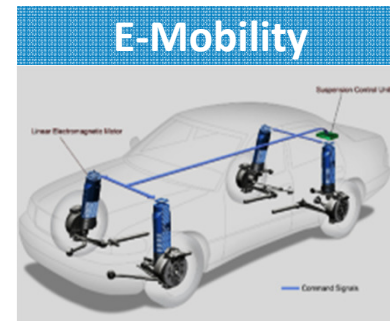 E-Mobility
Suspension Control Unit
Linear Electromagnetic Motor
Command Signals